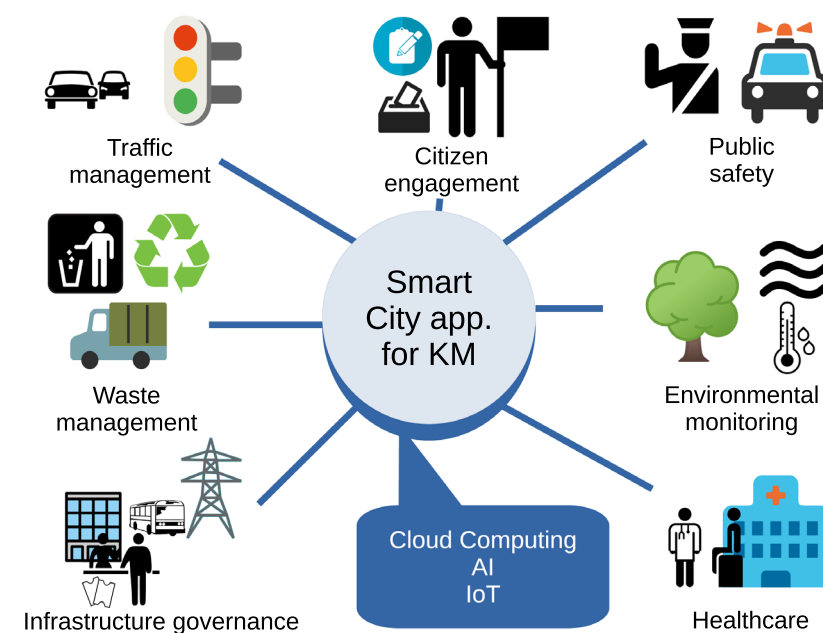 Traffic
management
Citizen
engagement
Public
safety
Smart
City app.
for KM
Waste
management
Environmental
monitoring
Cloud Computing
AI
IoT
Infrastructure governance
Healthcare